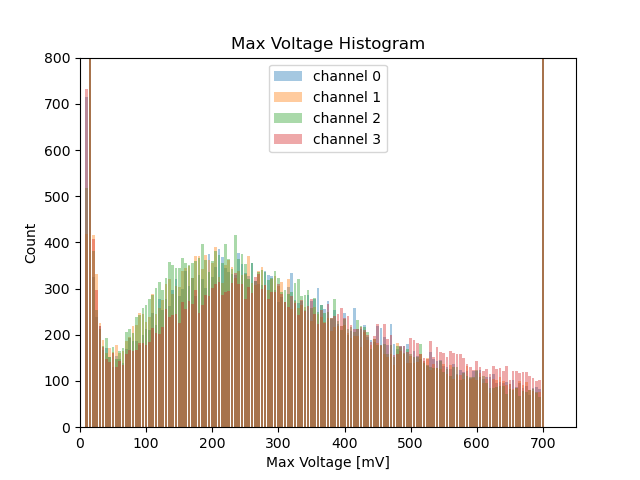 Max Voltage Histogram
channel 0
channel 1
channel 2
channel 3
Count
800
700
600
500
400
300
200
100
0
0 100 200 300 400 500 600 700
Max Voltage [mV]